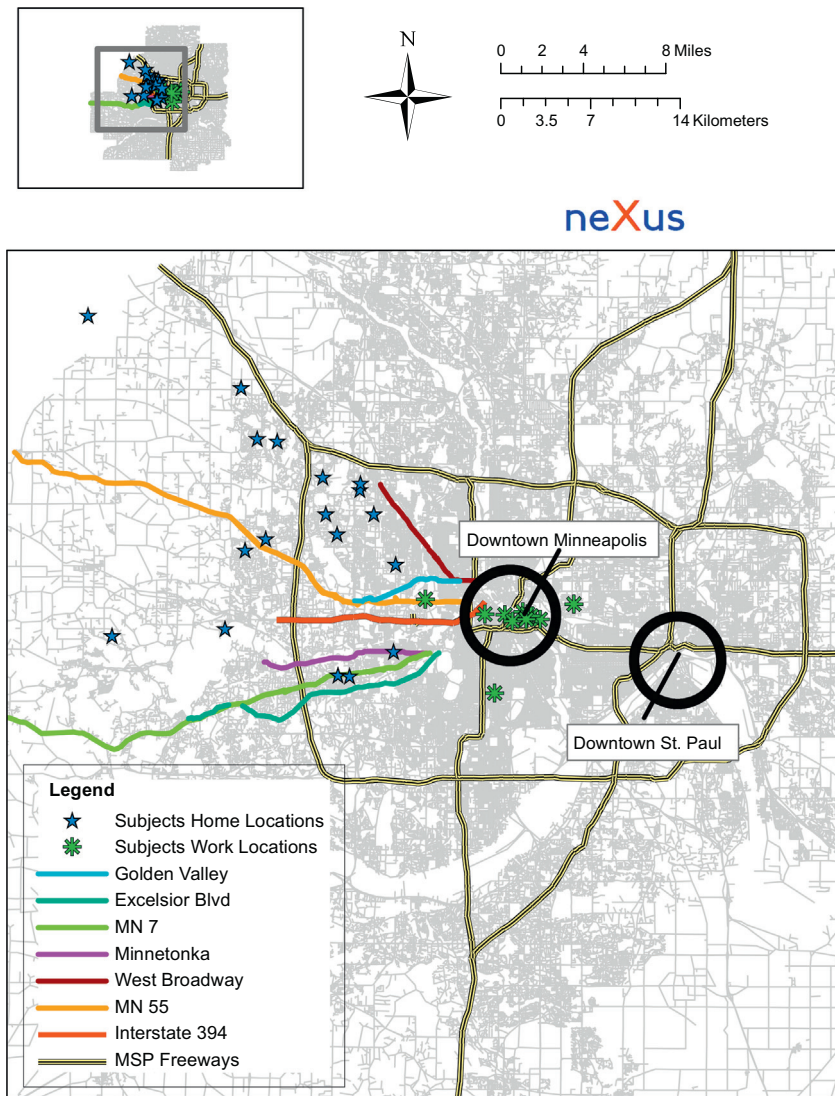 N
0 2 4 8 Miles
0 3.5 7 14 Kilometers
neXus
Downtown Minneapolis
Downtown St. Paul
Legend
Subjects Home Locations
Subjects Work Locations
Golden Valley
Excelsior Blvd
MN 7
Minnetonka
West Broadway
MN 55
Interstate 394
MSP Freeways